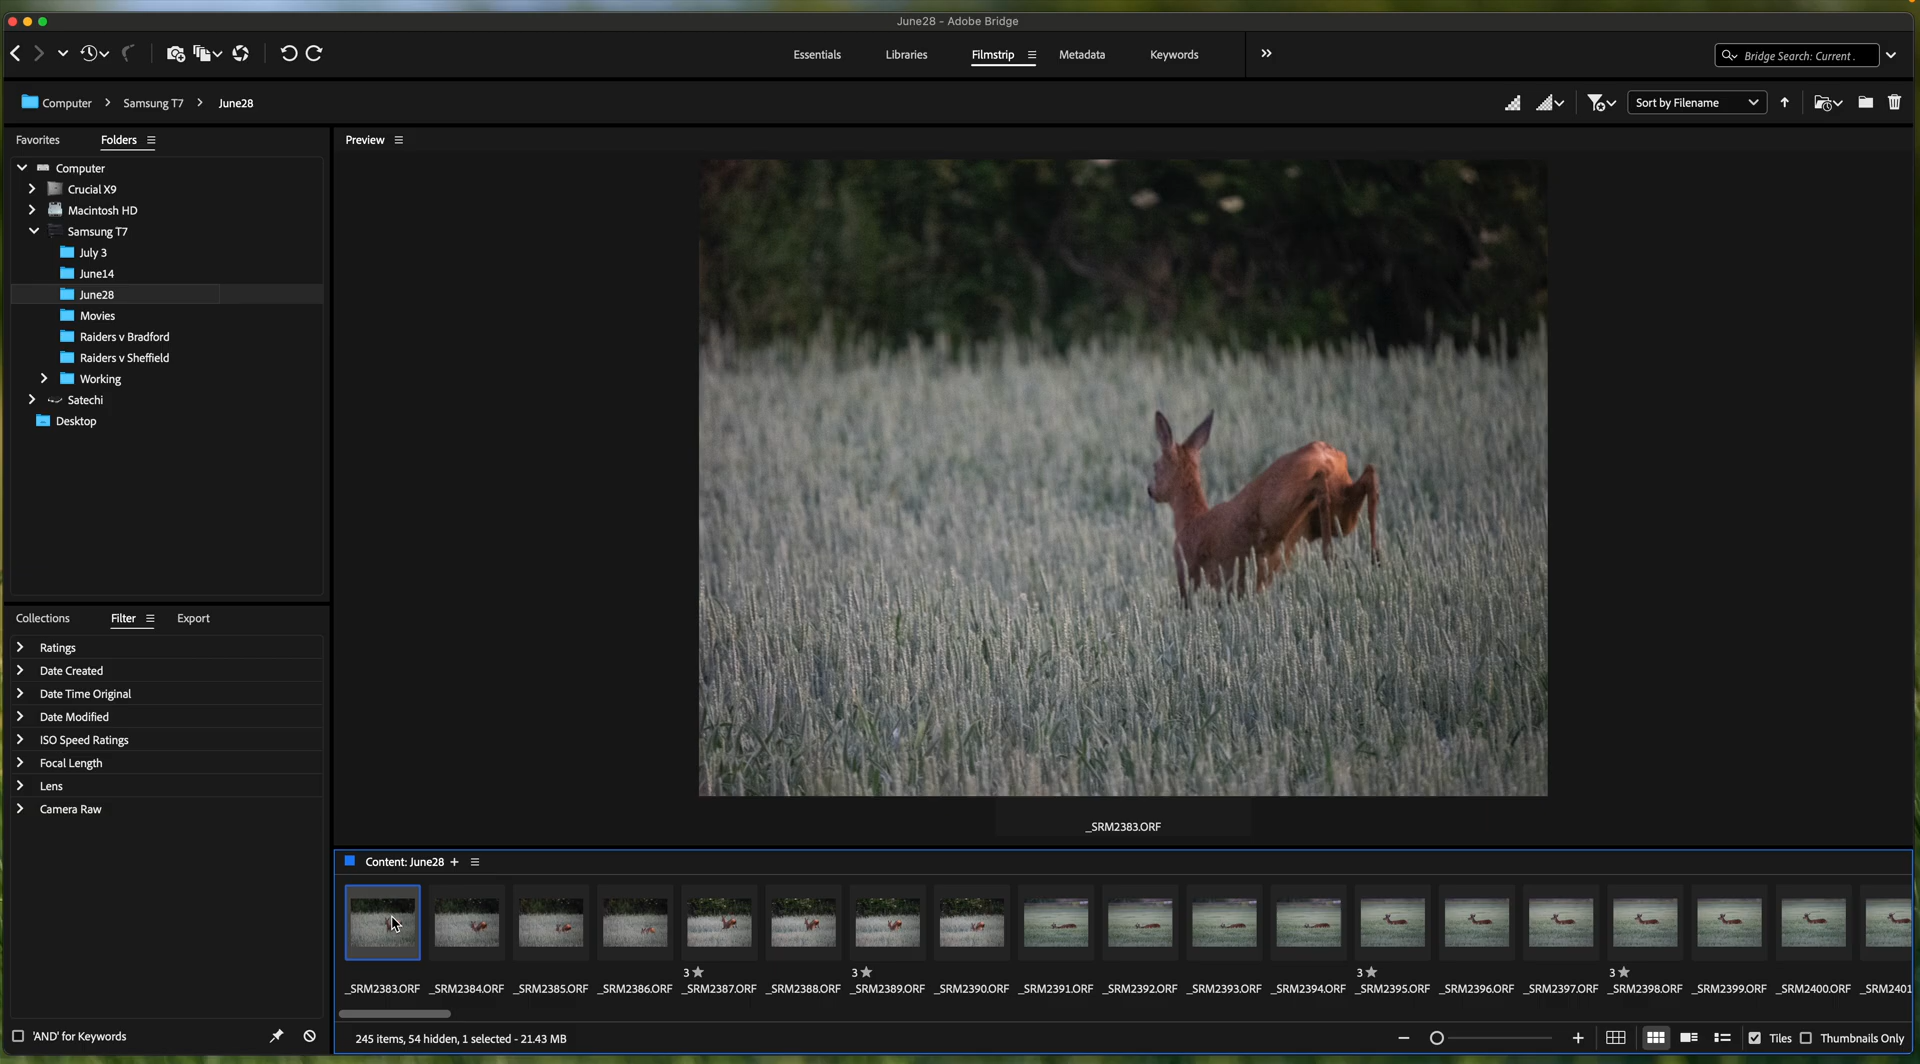 June28 - Adobe Bridge
Essentials
Libraries
Filmstrip
Metadata
Keywords
Bridge Search: Current .
Computer
Samsung T7
June28
Sort by Filename
Favorites
Folders
Preview
Computer
Crucial X9
Macintosh HD
Samsung T7
July 3
June14
June28
Movies
Raiders v Bradford
Raiders v Sheffield
Working
Satechi
Desktop
Collections
Filter
Export
Ratings
Date Created
Date Time Original
Date Modified
ISO Speed Ratings
Focal Length
Lens
Camera Raw
'AND' for Keywords
_SRM2383.ORF
Content: June28
3 3 3 3
_SRM2383.ORF _SRM2384.ORF _SRM2385.ORF _SRM2386.ORF _SRM2387.ORF _SRM2388.ORF _SRM2389.ORF _SRM2390.ORF _SRM2391.ORF _SRM2392.ORF _SRM2393.ORF _SRM2394.ORF _SRM2395.ORF _SRM2396.ORF _SRM2397.ORF _SRM2398.ORF _SRM2399.ORF _SRM2400.ORF _SRM2401
245 items, 54 hidden, 1 selected - 21.43 MB
Tiles
Thumbnails Only